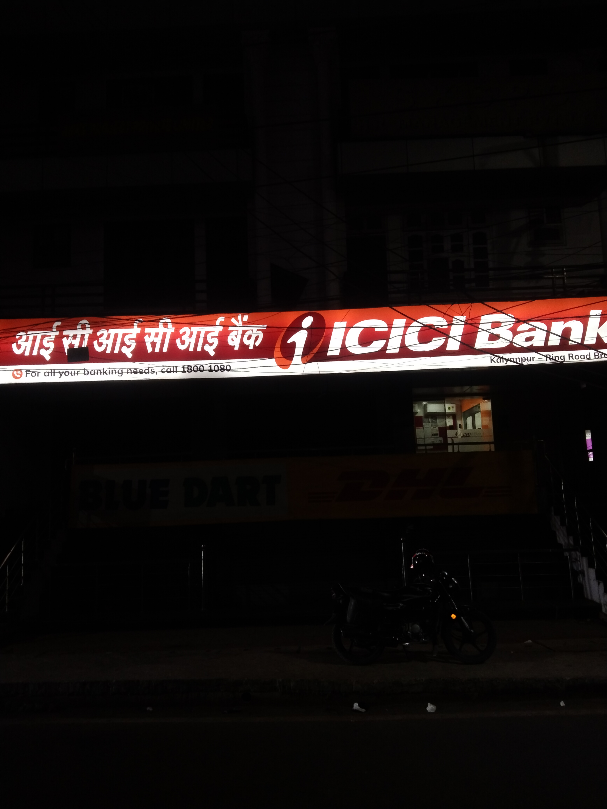 आई सी आई सी आई बैंक ICICI Bank
For all your banking needs, call 1800 1080
Kalyanpur - Ring Road
BLUE DART DHL